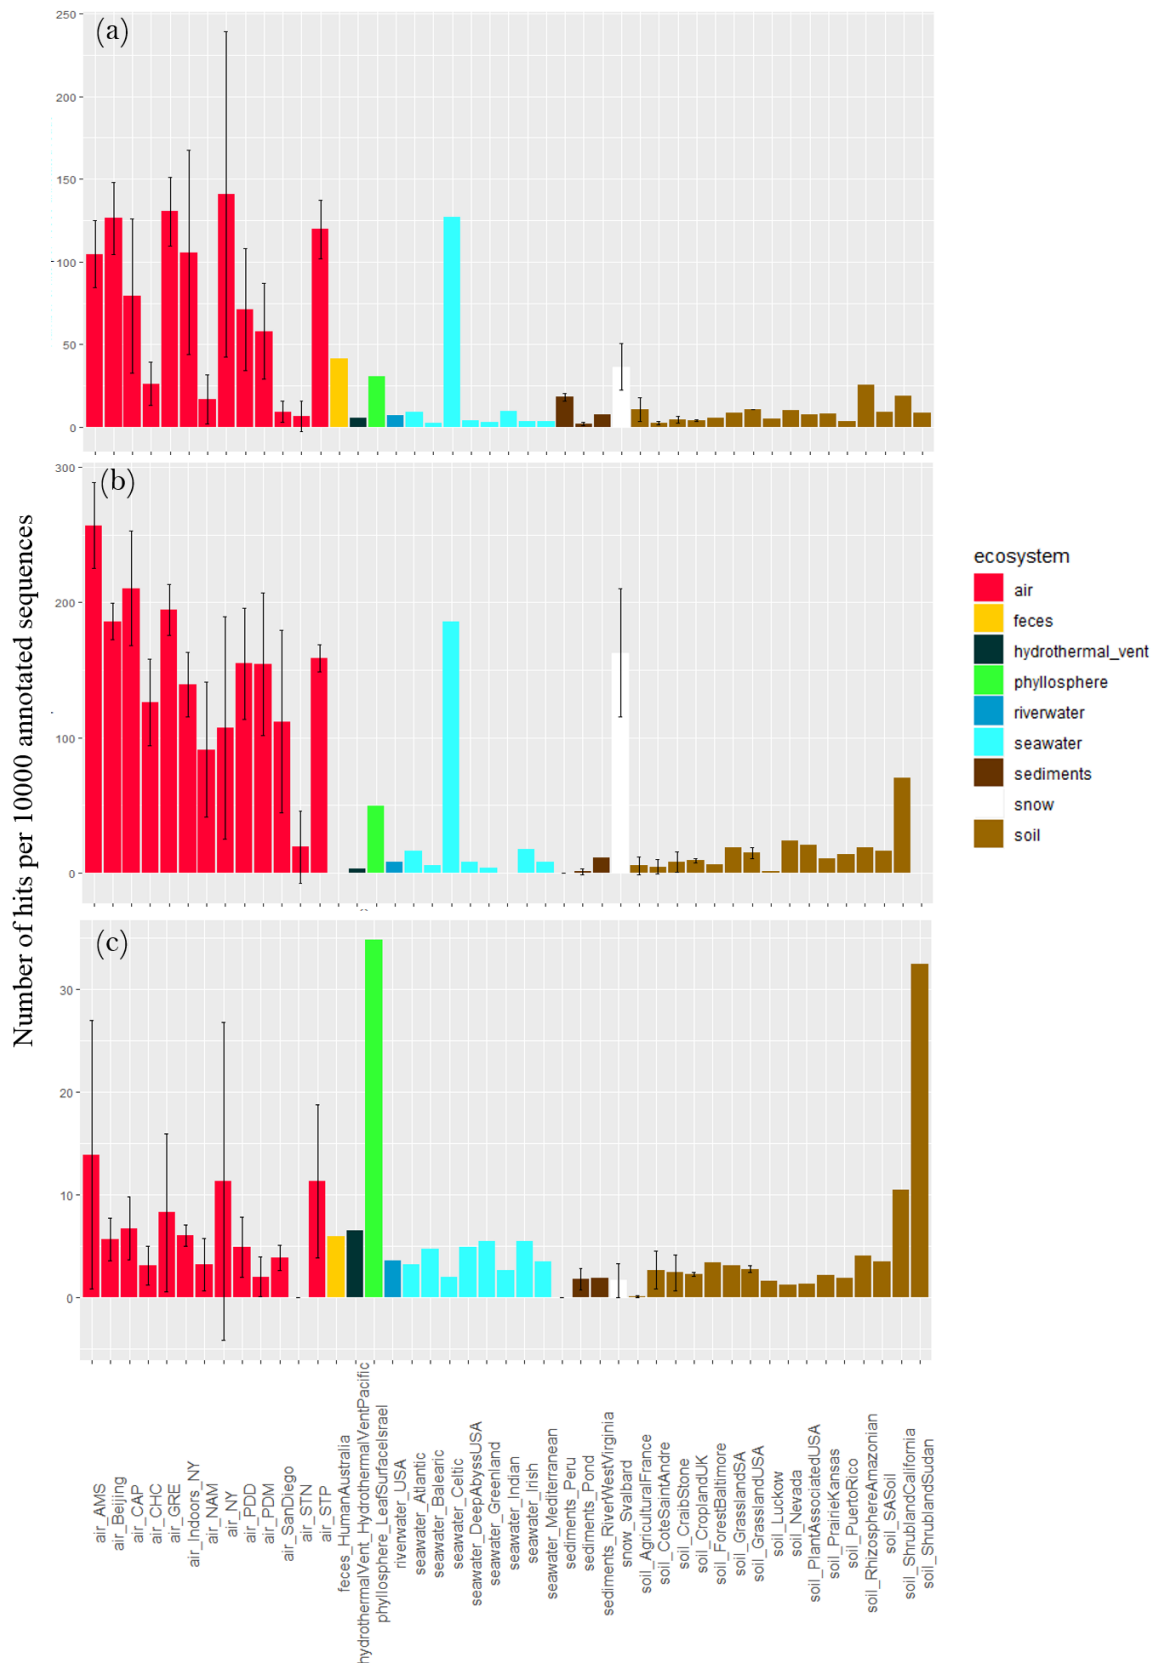 (a)
250
200
150
100
50
0
(b)
300
200
100
0
(c)
30
20
10
0
Number of hits per 10000 annotated sequences
ecosystem
air
feces
hydrothermal_vent
phyllosphere
riverwater
seawater
sediments
snow
soil
air_AMS
air_Beijing
air_CAP
air_CHC
air_GRE
air_Indoors_NY
air_NAM
air_NY
air_PDD
air_PDM
air_SanDiego
air_STN
air_STP
feces_HumanAustralia
hydrothermalVent_HydrothermalVentPacific
phyllosphere_LeafSurfaceIsrael
riverwater_USA
seawater_Atlantic
seawater_Balearic
seawater_Celtic
seawater_DeepAbyssUSA
seawater_Greenland
seawater_Indian
seawater_Irish
seawater_Mediterranean
sediments_Peru
sediments_Pond
sediments_RiverWestVirginia
snow_Svalbard
soil_AgriculturalFrance
soil_CoteSaintAndre
soil_CraibStone
soil_CroplandUK
soil_ForestBaltimore
soil_GrasslandSA
soil_GrasslandUSA
soil_Luckow
soil_Nevada
soil_PlantAssociatedUSA
soil_PrairieKansas
soil_PuertoRico
soil_RhizosphereAmazonian
soil_SASoil
soil_ShrublandCalifornia
soil_ShrublandSudan